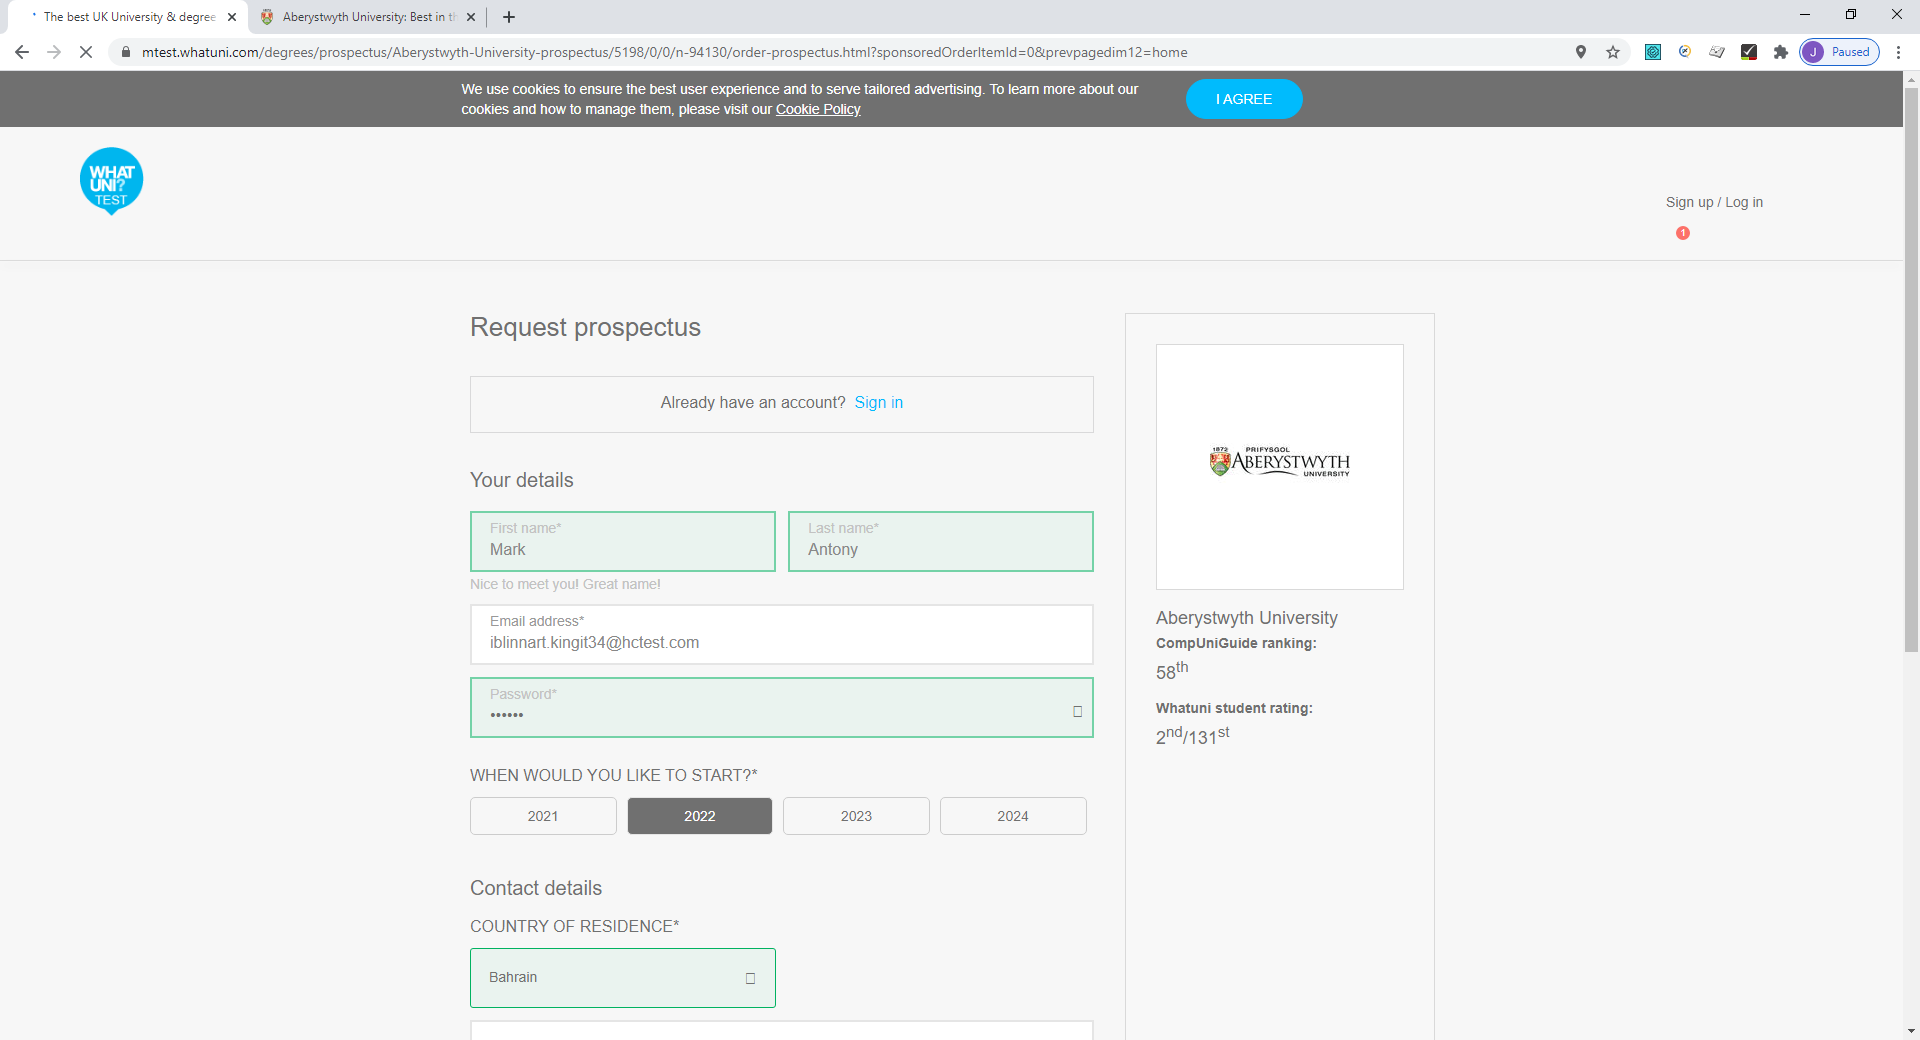 The best UK University & degree
Aberystwyth University: Best in th
mtest.whatuni.com/degrees/prospectus/Aberystwyth-University-prospectus/5198/0/0/n-94130/order-prospectus.html?sponsoredOrderItemId=0&prevpagedim12=home
J Paused
We use cookies to ensure the best user experience and to serve tailored advertising. To learn more about our
cookies and how to manage them, please visit our Cookie Policy
I AGREE
WHAT
UNI?
TEST
Sign up / Log in
1
Request prospectus
Already have an account? Sign in
Your details
First name*
Mark
Last name*
Antony
Nice to meet you! Great name!
Email address*
iblinnart.kingit34@hctest.com
Password*
••••••
WHEN WOULD YOU LIKE TO START?*
2021
2022
2023
2024
Contact details
COUNTRY OF RESIDENCE*
Bahrain
1872 PRIFYSGOL
ABERYSTWYTH
UNIVERSITY
Aberystwyth University
CompUniGuide ranking:
58th
Whatuni student rating:
2nd/131st